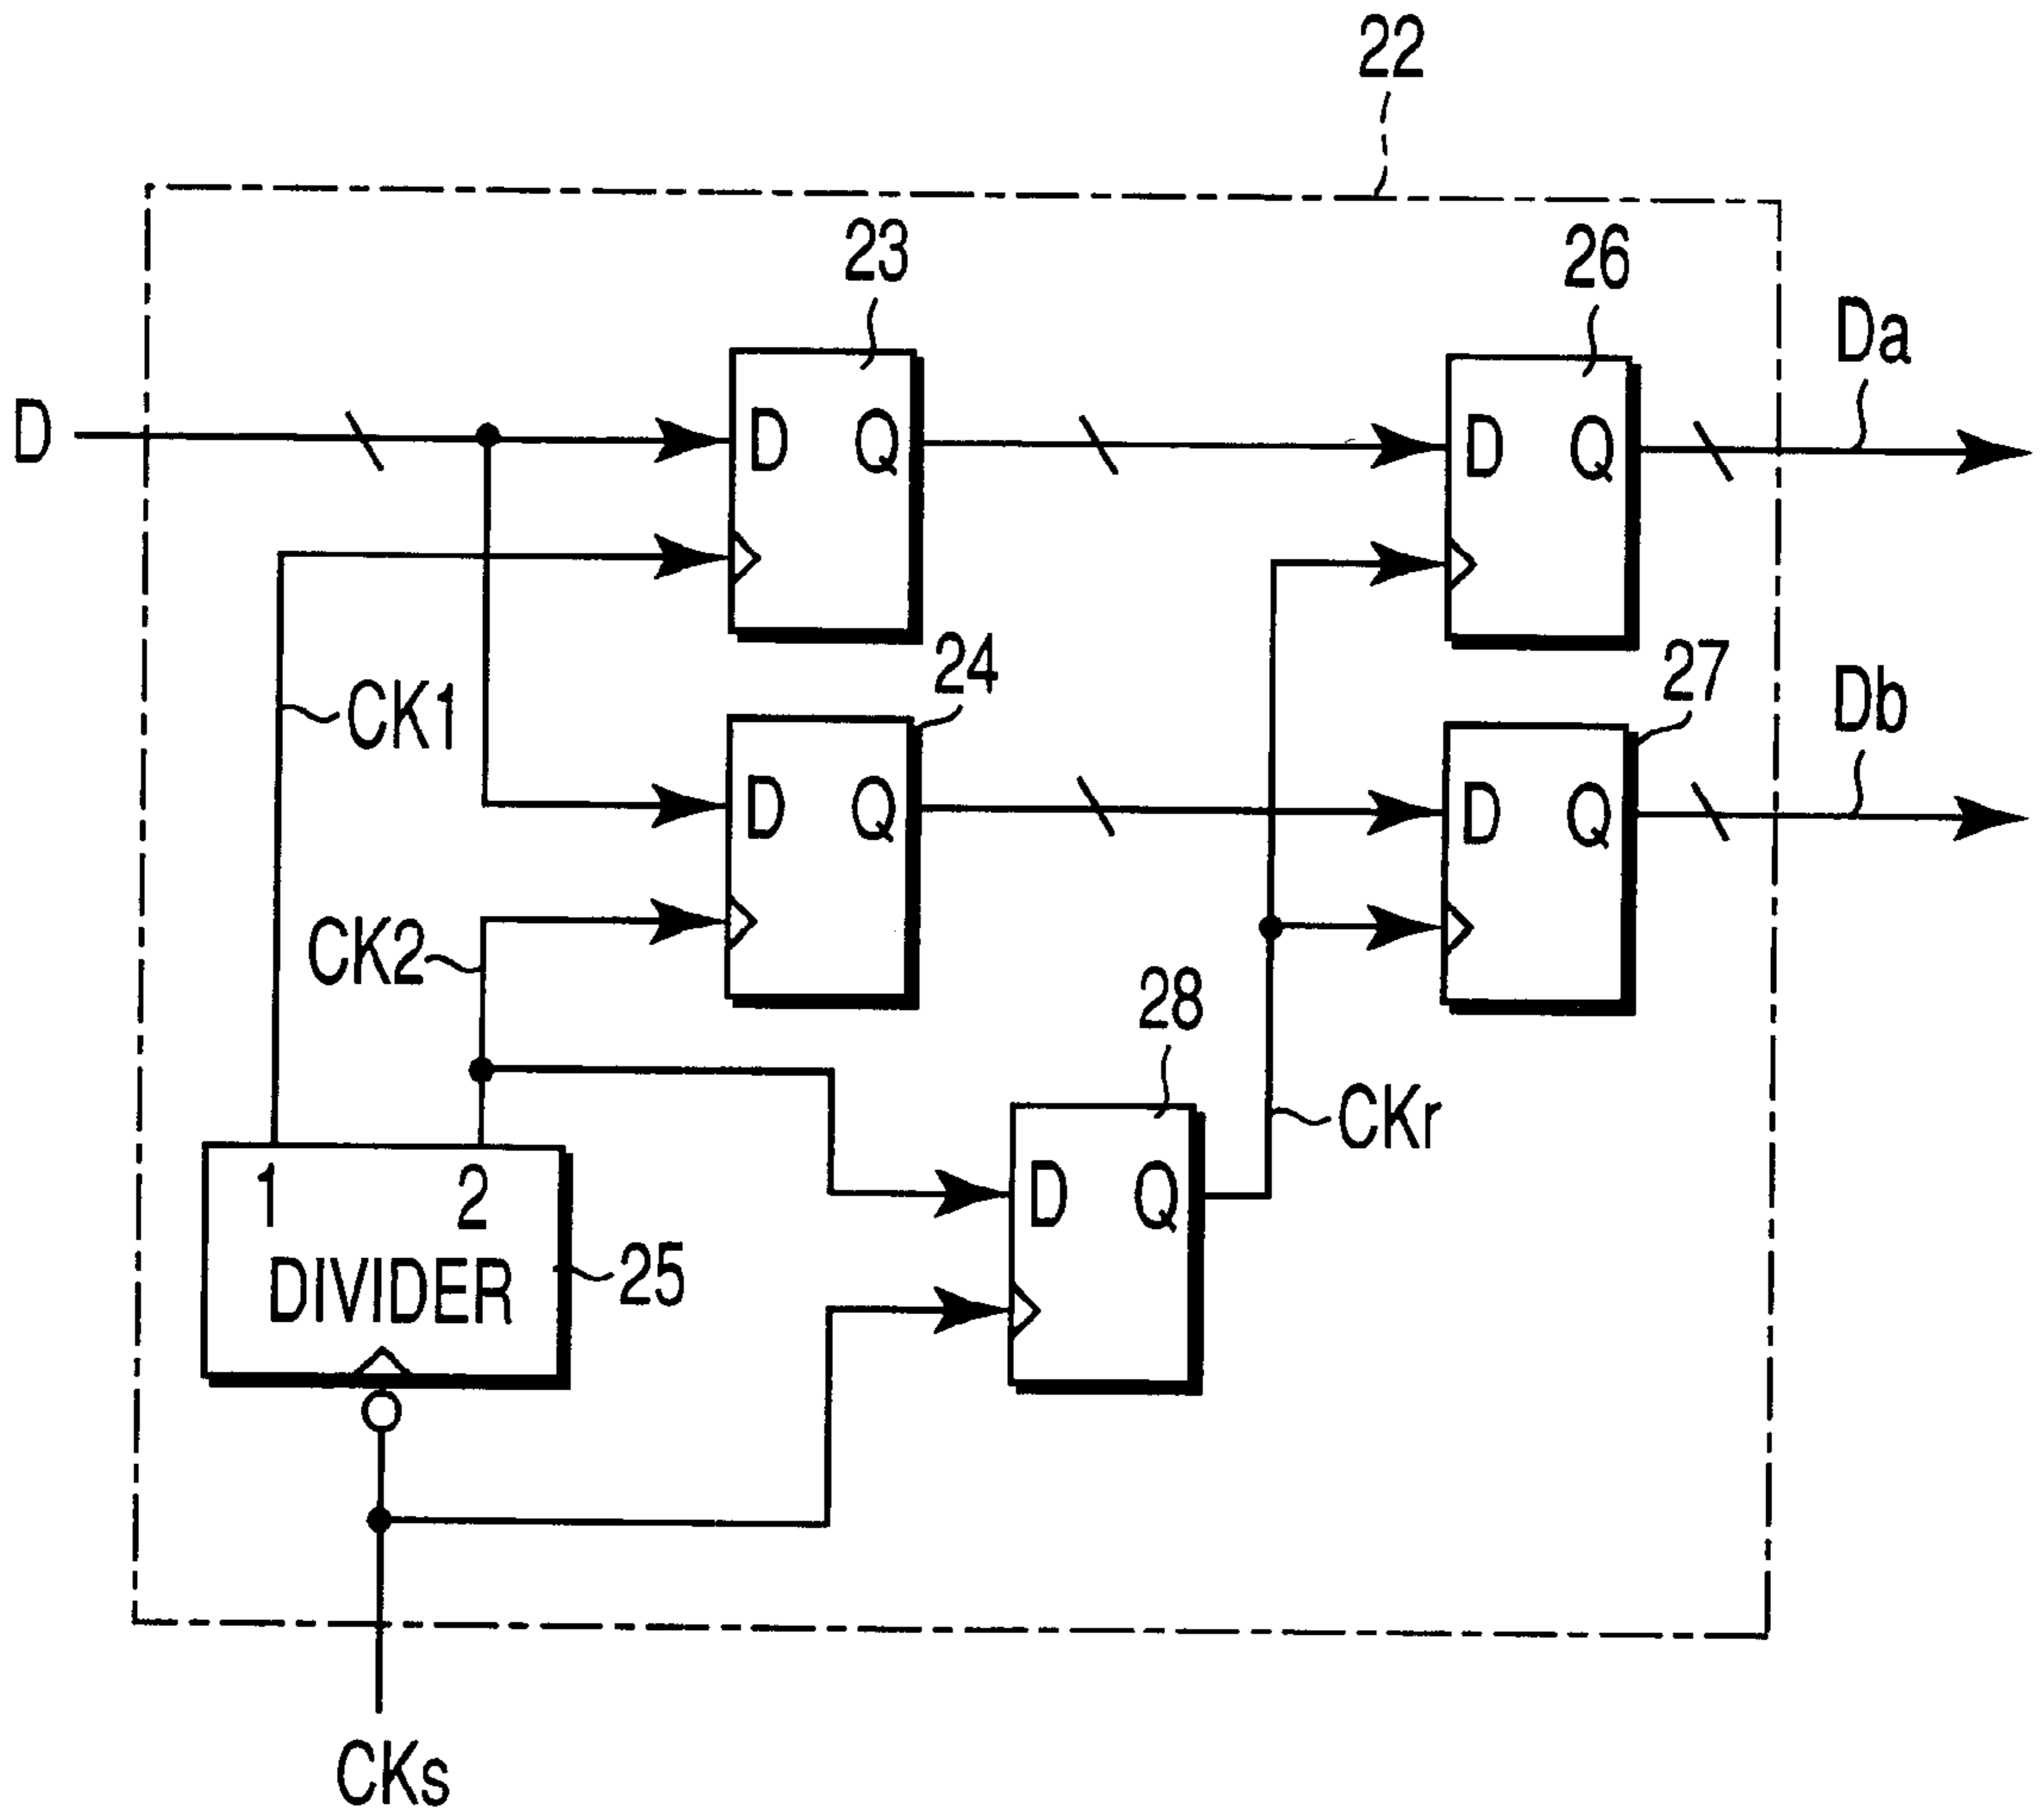 22
23
26
Da
D
D Q
D Q
24
27
CK1
Db
D Q
D Q
CK2
28
CKr
1 2
D Q
DIVIDER
25
CKs